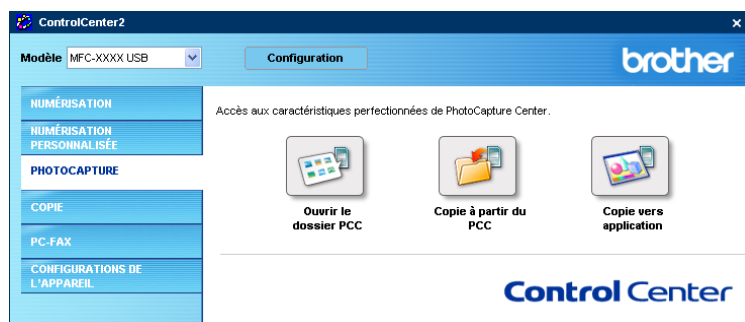 ControlCenter2
Modèle MFC-XXXX USB
Configuration
brother
NUMÉRISATION
NUMÉRISATION
PERSONNALISÉE
PHOTOCAPTURE
COPIE
PC-FAX
CONFIGURATIONS DE
L'APPAREIL
Accès aux caractéristiques perfectionnées de PhotoCapture Center.
Ouvrir le
dossier PCC
Copie à partir du
PCC
Copie vers
application
Control Center